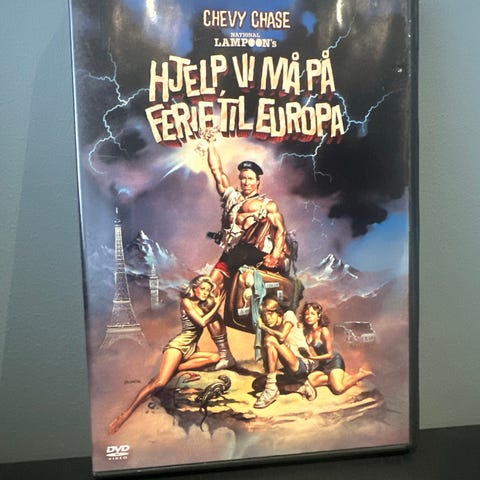 CHEVY CHASE
NATIONAL
LAMPOON's
HJELP, VI MÅ PÅ
FERIE TIL EUROPA
DVD
VIDEO